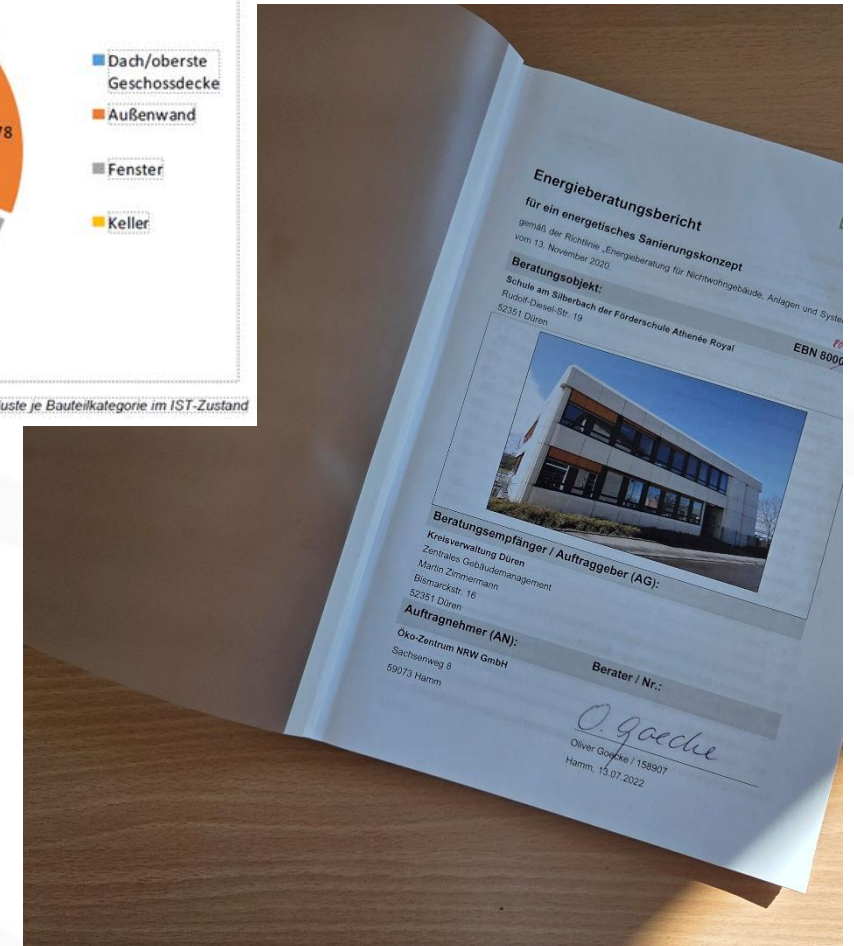 Dach/oberste
Geschossdecke
Außenwand
Fenster
Keller
je Bauteilkategorie im IST-Zustand
Energieberatungsbericht
für ein energetisches Sanierungskonzept
gemäß der Richtlinie „Energieberatung für Nichtwohngebäude, Anlagen und
vom 13. November 2020.
Beratungsobjekt:
Schule am Silberbach der Förderschule Athenée Royal
Rudolf-Diesel-Str. 19
52351 Düren
EBN
Beratungsempfänger / Auftraggeber (AG):
Kreisverwaltung Düren
Zentrales Gebäudemanagement
Martin Zimmermann
Bismarckstr. 16
52351 Düren
Auftragnehmer (AN):
Öko-Zentrum NRW GmbH
Sachsenweg 8
59073 Hamm
Berater / Nr.:
O. Goecke
Oliver Goecke / 158907
Hamm, 13.07.2022